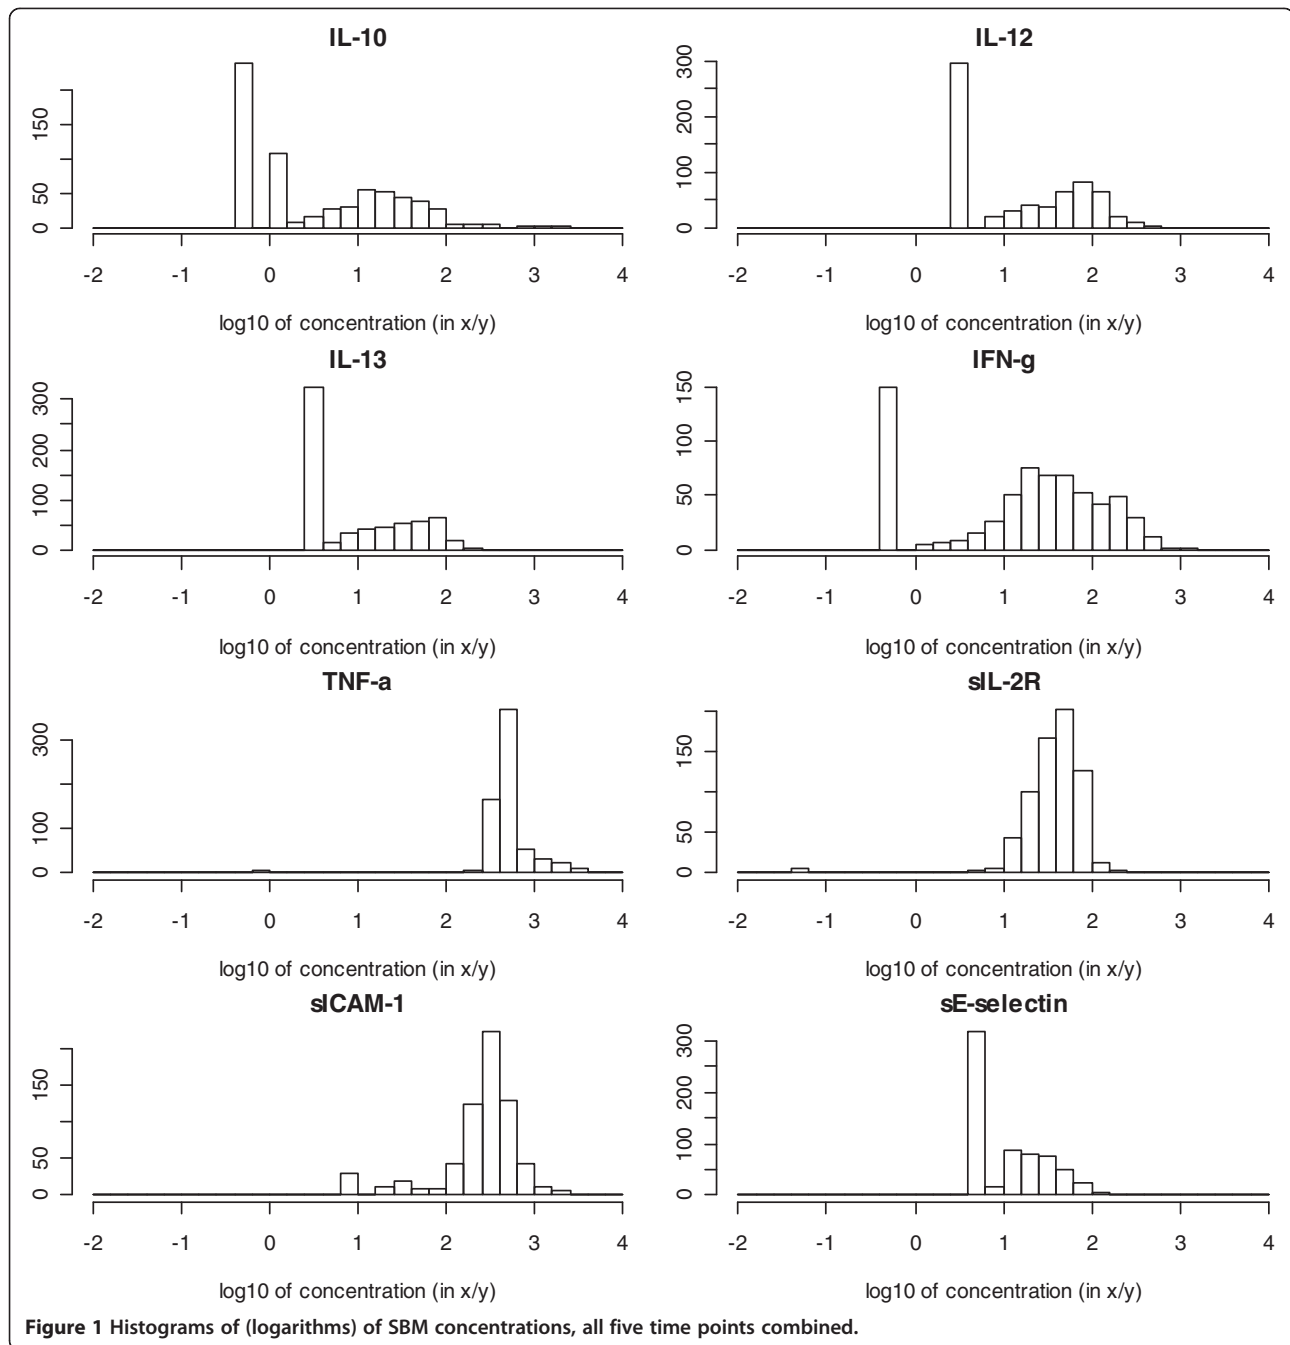 IL-10
150
50
0
-2 -1 0 1 2 3 4
log10 of concentration (in x/y)
IL-12
300
200
100
0
-2 -1 0 1 2 3 4
log10 of concentration (in x/y)
IL-13
300
200
100
0
-2 -1 0 1 2 3 4
log10 of concentration (in x/y)
IFN-g
150
100
50
0
-2 -1 0 1 2 3 4
log10 of concentration (in x/y)
TNF-a
300
100
0
-2 -1 0 1 2 3 4
log10 of concentration (in x/y)
sIL-2R
150
50
0
-2 -1 0 1 2 3 4
log10 of concentration (in x/y)
sICAM-1
150
50
0
-2 -1 0 1 2 3 4
log10 of concentration (in x/y)
sE-selectin
300
200
100
0
-2 -1 0 1 2 3 4
log10 of concentration (in x/y)
Figure 1 Histograms of (logarithms) of SBM concentrations, all five time points combined.